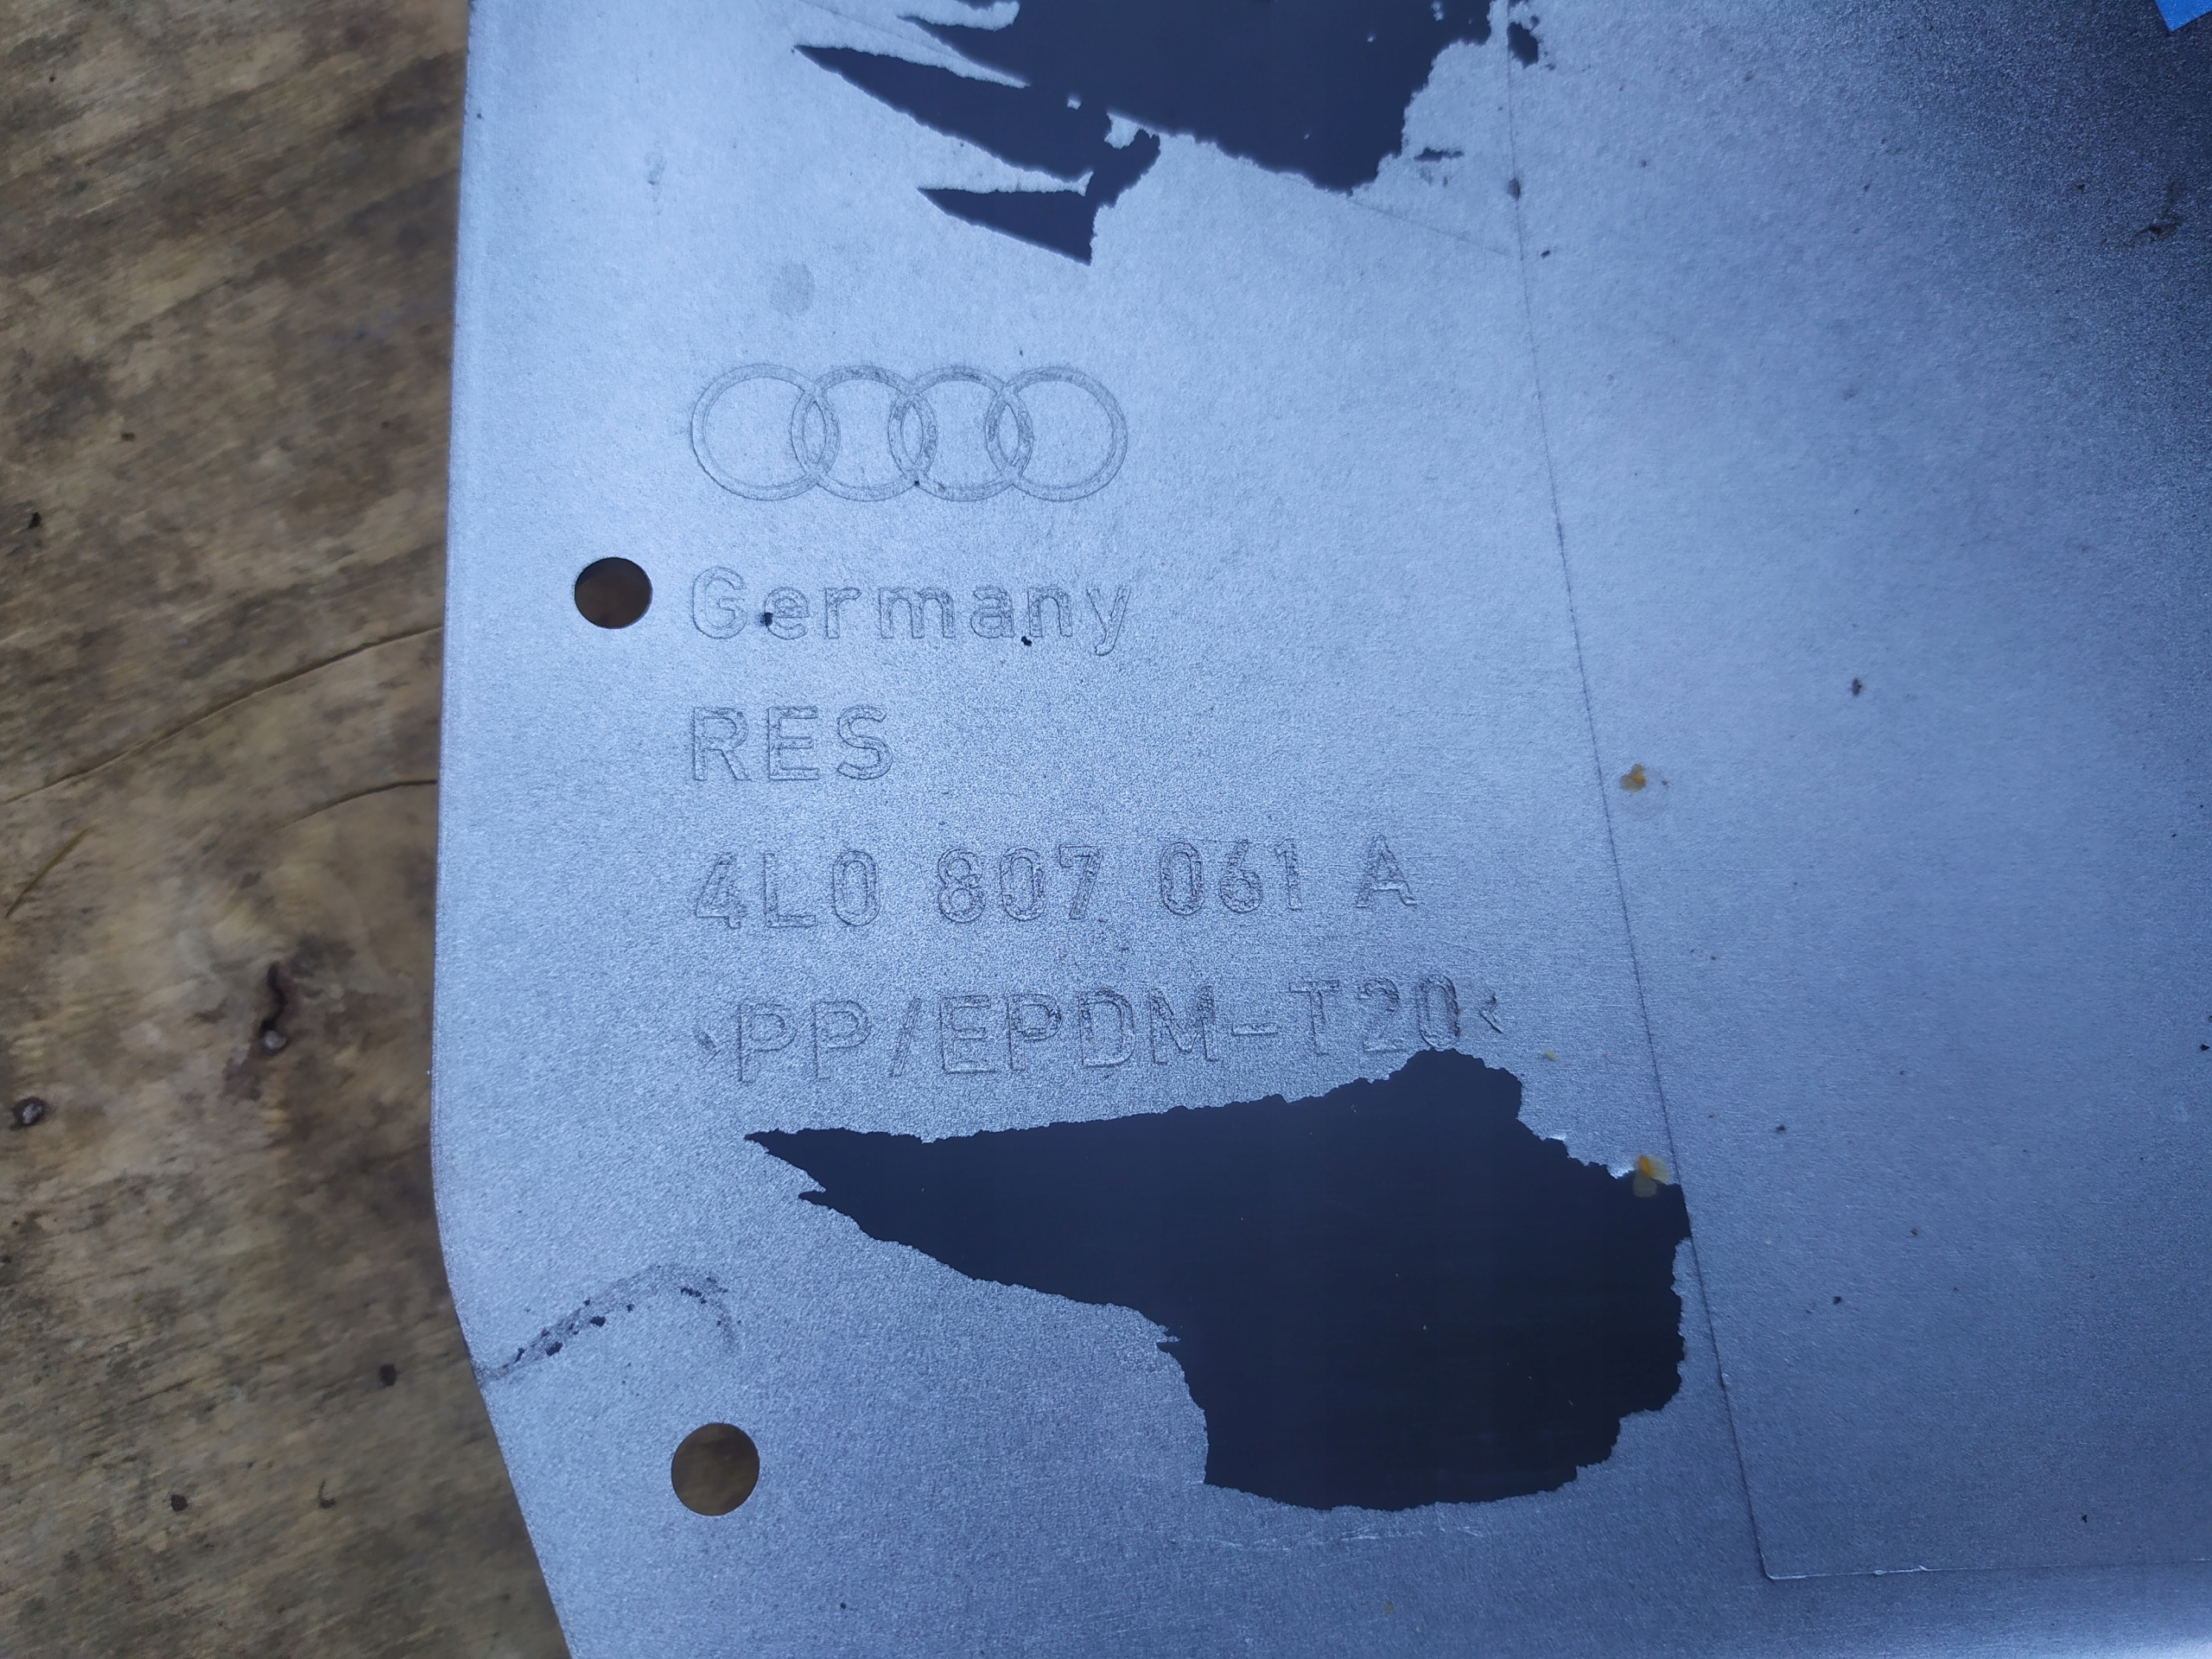 Germany
RES
4L0 807 061 A
>PP/EPDM-T20<